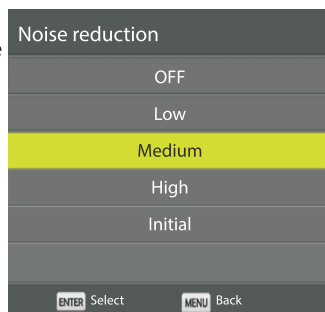 Noise reduction
e
OFF
Low
Medium
High
Initial
ENTER Select MENU Back